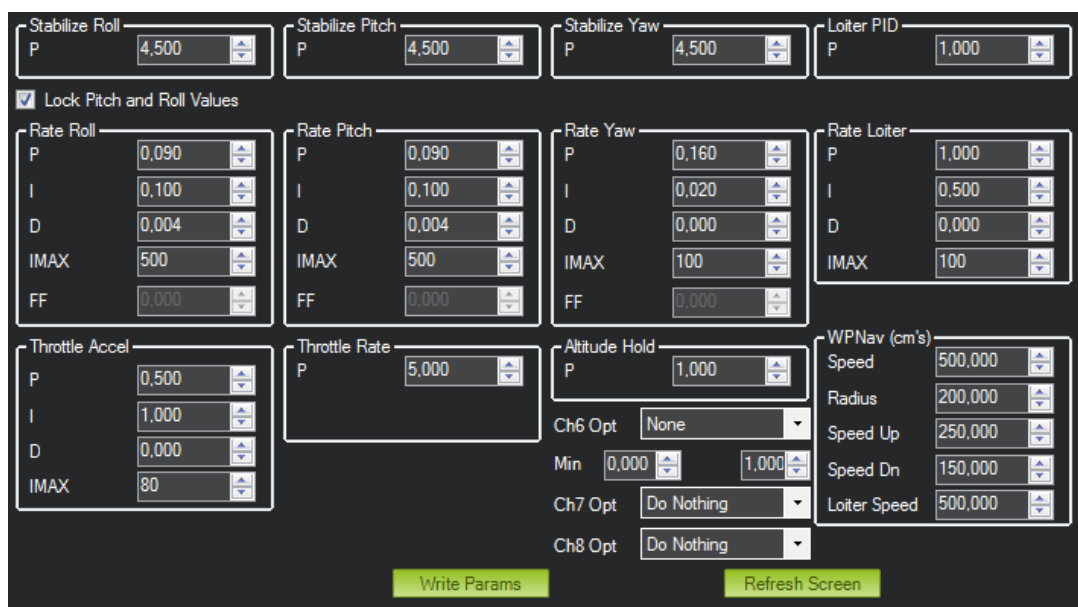 Stabilize Roll
P 4,500
Stabilize Pitch
P 4,500
Stabilize Yaw
P 4,500
Loiter PID
P 1,000
Lock Pitch and Roll Values
Rate Roll
P 0,090
I 0,100
D 0,004
IMAX 500
FF 0,000
Rate Pitch
P 0,090
I 0,100
D 0,004
IMAX 500
FF 0,000
Rate Yaw
P 0,160
I 0,020
D 0,000
IMAX 100
FF 0,000
Rate Loiter
P 1,000
I 0,500
D 0,000
IMAX 100
Throttle Accel
P 0,500
I 1,000
D 0,000
IMAX 80
Throttle Rate
P 5,000
Altitude Hold
P 1,000
Ch6 Opt None
Min 0,000 1,000
Ch7 Opt Do Nothing
Ch8 Opt Do Nothing
WPNav (cm's)
Speed 500,000
Radius 200,000
Speed Up 250,000
Speed Dn 150,000
Loiter Speed 500,000
Write Params
Refresh Screen